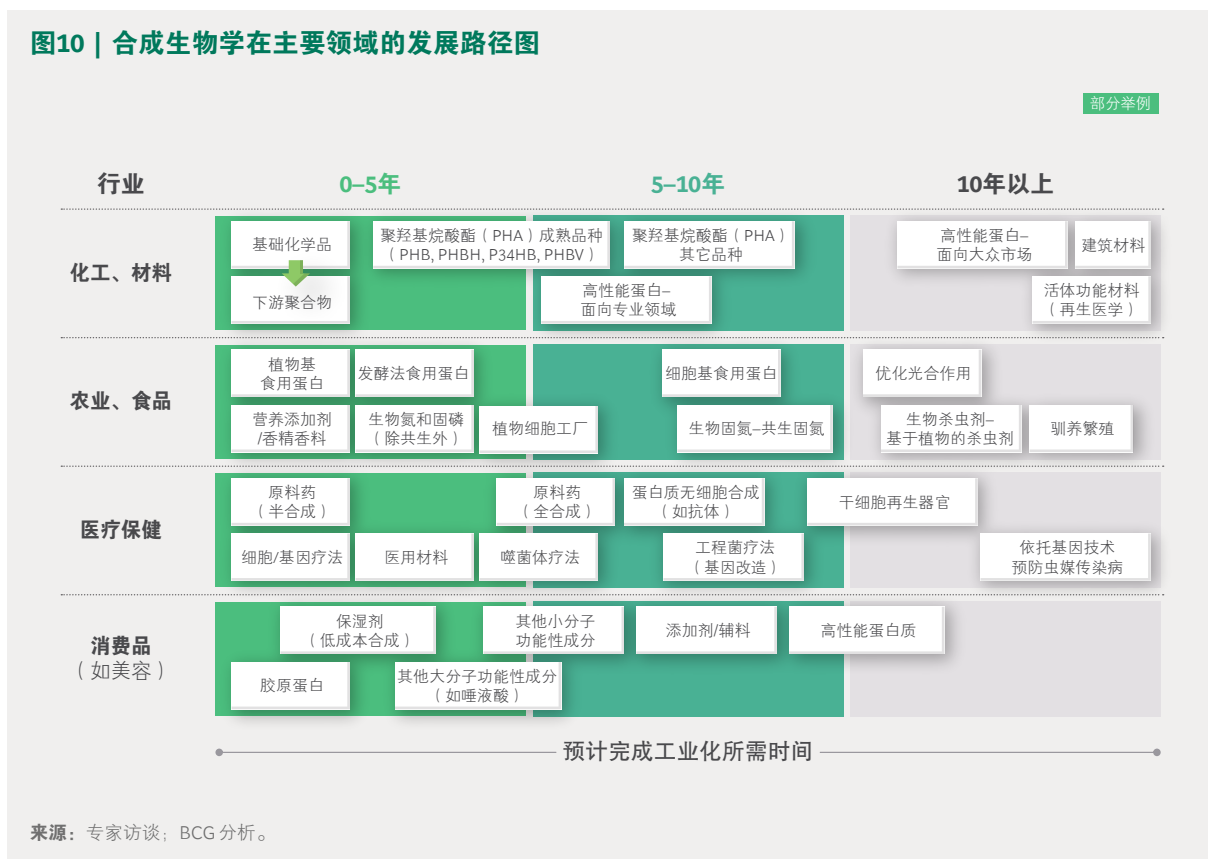 图10 | 合成生物学在主要领域的发展路径图
部分举例
行业
0–5年
5–10年
10年以上
化工、材料
基础化学品
下游聚合物
聚羟基烷酸酯（PHA）成熟品种
（PHB, PHBH, P34HB, PHBV）
聚羟基烷酸酯（PHA）
其它品种
高性能蛋白–
面向专业领域
高性能蛋白–
面向大众市场
建筑材料
活体功能材料
（再生医学）
农业、食品
植物基
食用蛋白
发酵法食用蛋白
营养添加剂
/香精香料
生物氮和固磷
（除共生外）
植物细胞工厂
细胞基食用蛋白
生物固氮–共生固氮
优化光合作用
生物杀虫剂–
基于植物的杀虫剂
驯养繁殖
医疗保健
原料药
（半合成）
原料药
（全合成）
蛋白质无细胞合成
（如抗体）
干细胞再生器官
细胞/基因疗法
医用材料
噬菌体疗法
工程菌疗法
（基因改造）
依托基因技术
预防虫媒传染病
消费品
（如美容）
保湿剂
（低成本合成）
其他小分子
功能性成分
添加剂/辅料
高性能蛋白质
胶原蛋白
其他大分子功能性成分
（如唾液酸）
预计完成工业化所需时间
来源：专家访谈；BCG分析。